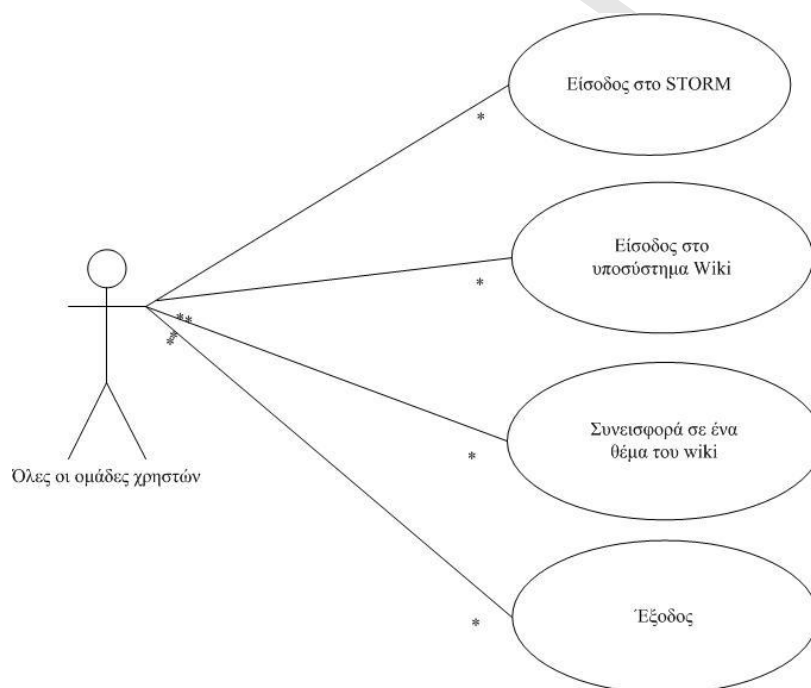 Είσοδος στο STORM
*
Είσοδος στο
υποσύστημα Wiki
*
**
**
Συνεισφορά σε ένα
θέμα του wiki
*
Όλες οι ομάδες χρηστών
Έξοδος
*